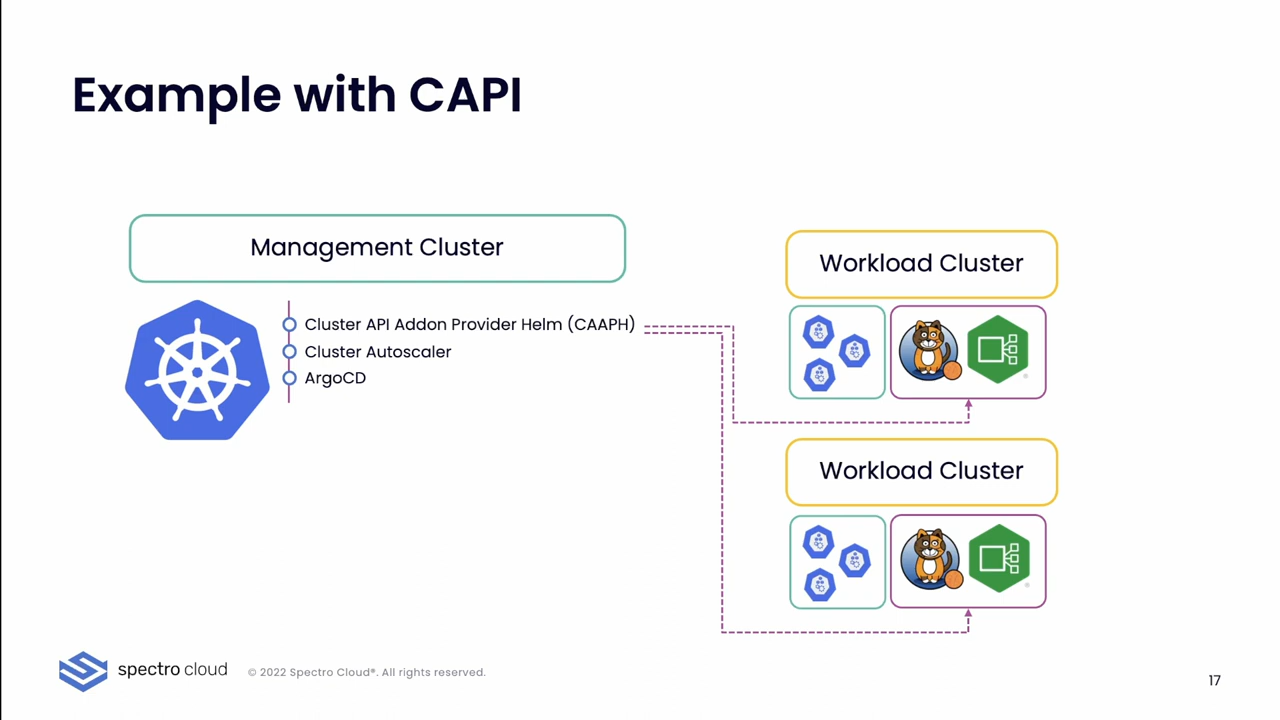 Example with CAPI
Management Cluster
Cluster API Addon Provider Helm (CAAPH)
Cluster Autoscaler
ArgoCD
Workload Cluster
Workload Cluster
spectro cloud
© 2022 Spectro Cloud®. All rights reserved.
17